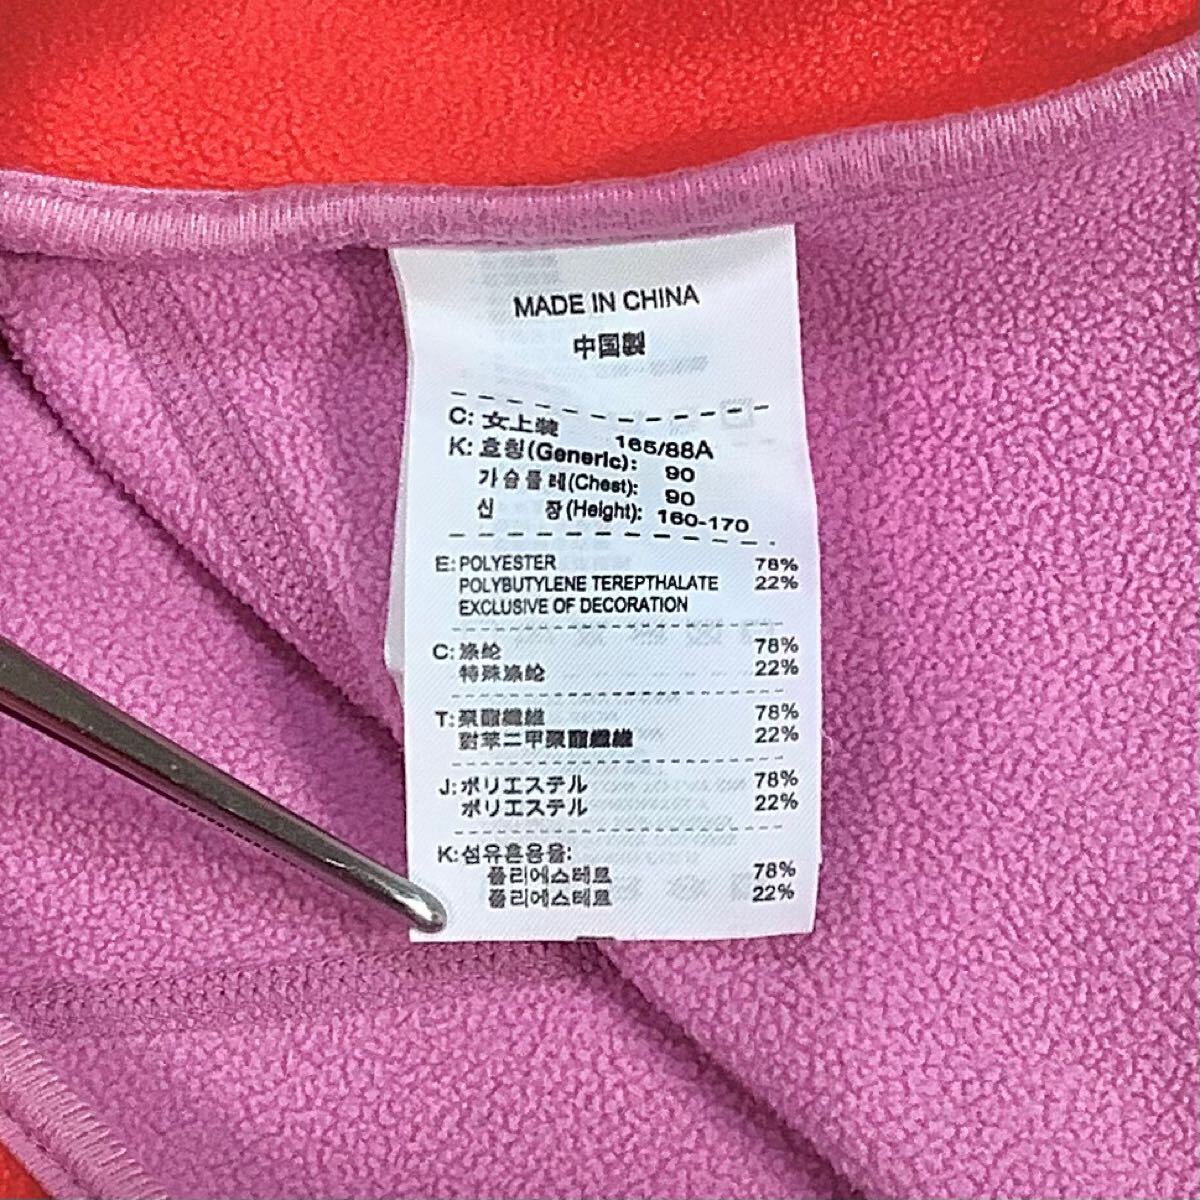 MADE IN CHINA
中国製
C: 女上装 165/88A
K: 호칭(Generic): 90
가슴둘레(Chest): 90
신 장(Height): 160-170
E: POLYESTER 78%
POLYBUTYLENE TEREPTHALATE 22%
EXCLUSIVE OF DECORATION
C: 涤纶 78%
特殊涤纶 22%
T: 聚酯纖維 78%
對苯二甲聚酯纖維 22%
J: ポリエステル 78%
ポリエステル 22%
K: 섬유혼용율:
폴리에스테르 78%
폴리에스테르 22%